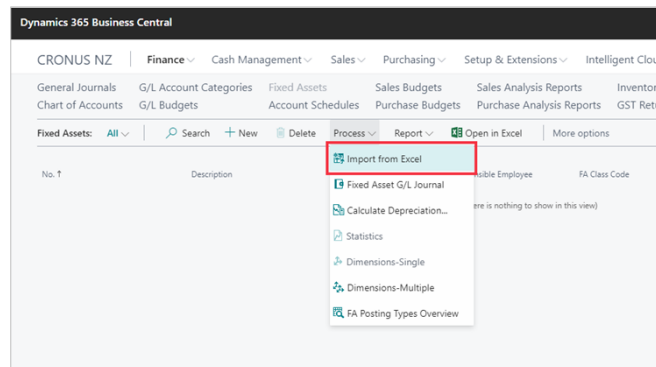 Dynamics 365 Business Central
CRONUS NZ Finance Cash Management Sales Purchasing Setup & Extensions Intelligent Clou
General Journals G/L Account Categories Fixed Assets Sales Budgets Sales Analysis Reports Inventor
Chart of Accounts G/L Budgets Account Schedules Purchase Budgets Purchase Analysis Reports GST Ret
Fixed Assets: All Search New Delete Process Report Open in Excel More options
Import from Excel
No. ↑ Description nsible Employee FA Class Code
Fixed Asset G/L Journal
ere is nothing to show in this view)
Calculate Depreciation...
Statistics
Dimensions-Single
Dimensions-Multiple
FA Posting Types Overview